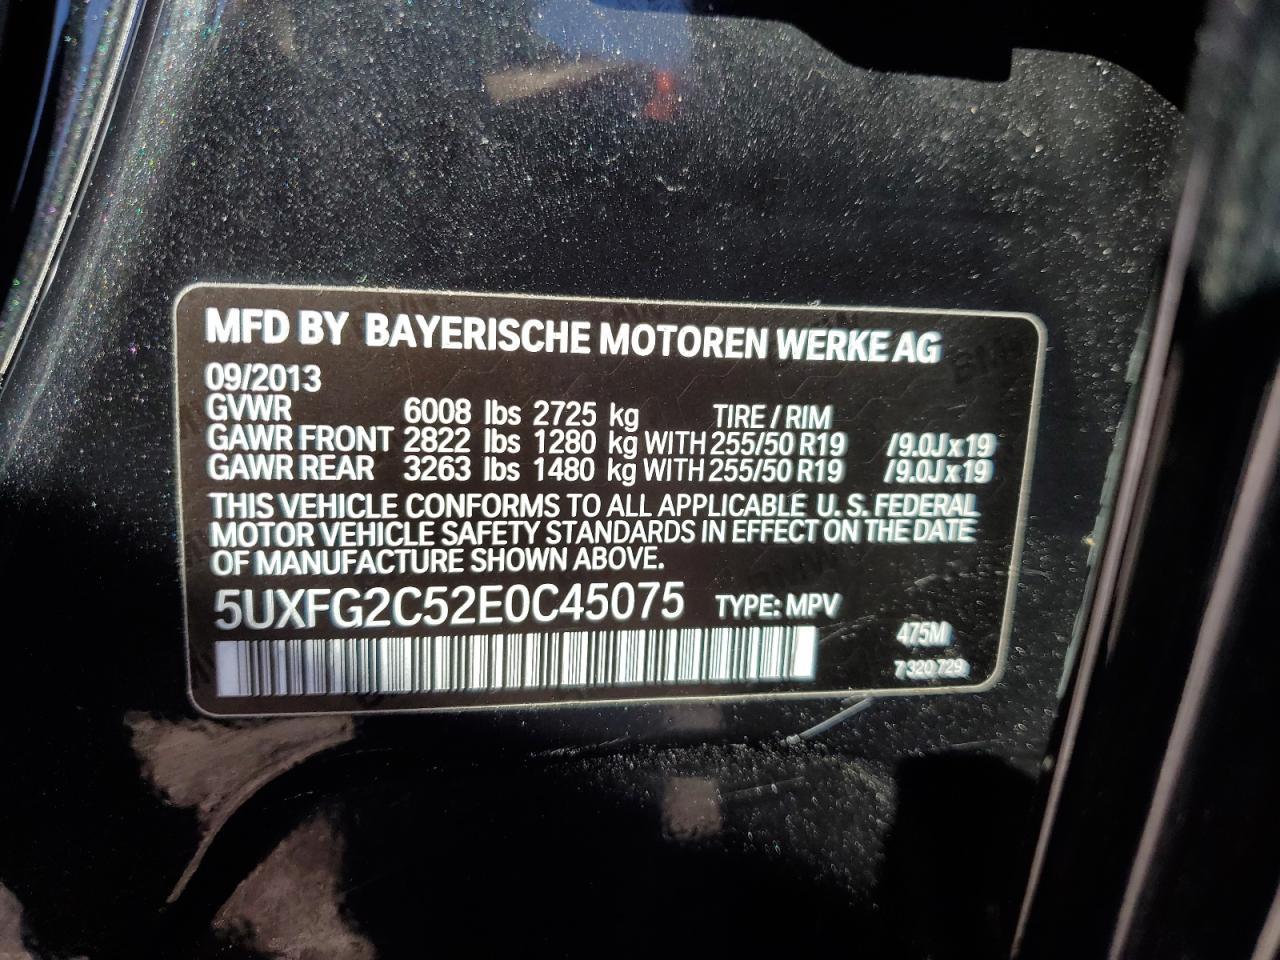 MFD BY BAYERISCHE MOTOREN WERKE AG
09/2013
GVWR 6008 lbs 2725 kg TIRE / RIM
GAWR FRONT 2822 lbs 1280 kg WITH 255/50 R19 /9.0J x 19
GAWR REAR 3263 lbs 1480 kg WITH 255/50 R19 /9.0J x 19
THIS VEHICLE CONFORMS TO ALL APPLICABLE U.S. FEDERAL
MOTOR VEHICLE SAFETY STANDARDS IN EFFECT ON THE DATE
OF MANUFACTURE SHOWN ABOVE.
5UXFG2C52E0C45075 TYPE: MPV
475M
7 320 729